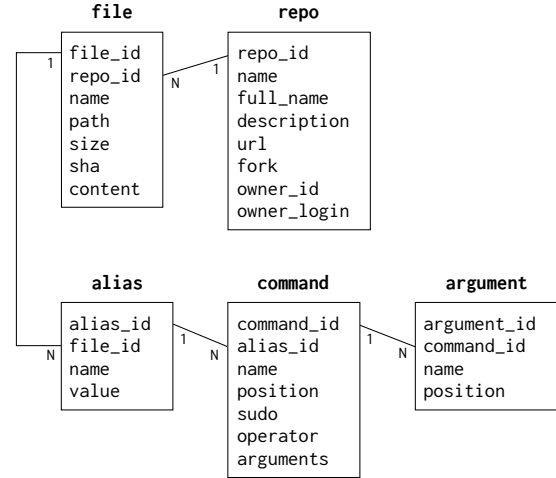 file
file_id
repo_id
name
path
size
sha
content
1
N
repo
repo_id
name
full_name
description
url
fork
owner_id
owner_login
1
alias
alias_id
file_id
name
value
N
1
command
command_id
alias_id
name
position
sudo
operator
arguments
N
1
argument
argument_id
command_id
name
position
N